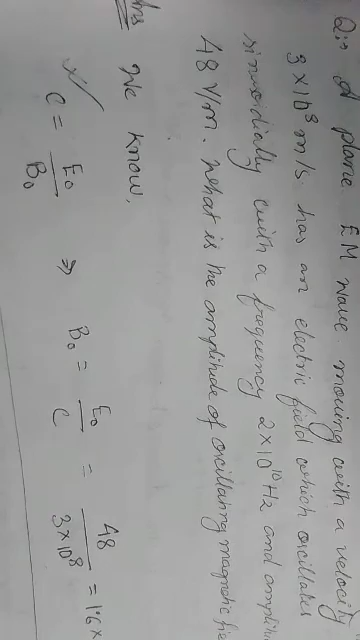 Q:- A plane EM wave moving with a velocity
3×10⁸ m/s has an electric field which oscillates
sinusoidially with a frequency 2×10¹⁰ Hz and
48 V/m. What is the amplitude of oscillating magnetic
Ans We know,
C = E₀/B₀ ⇒ B₀ = E₀/C = 48/3×10⁸ = 1.6×